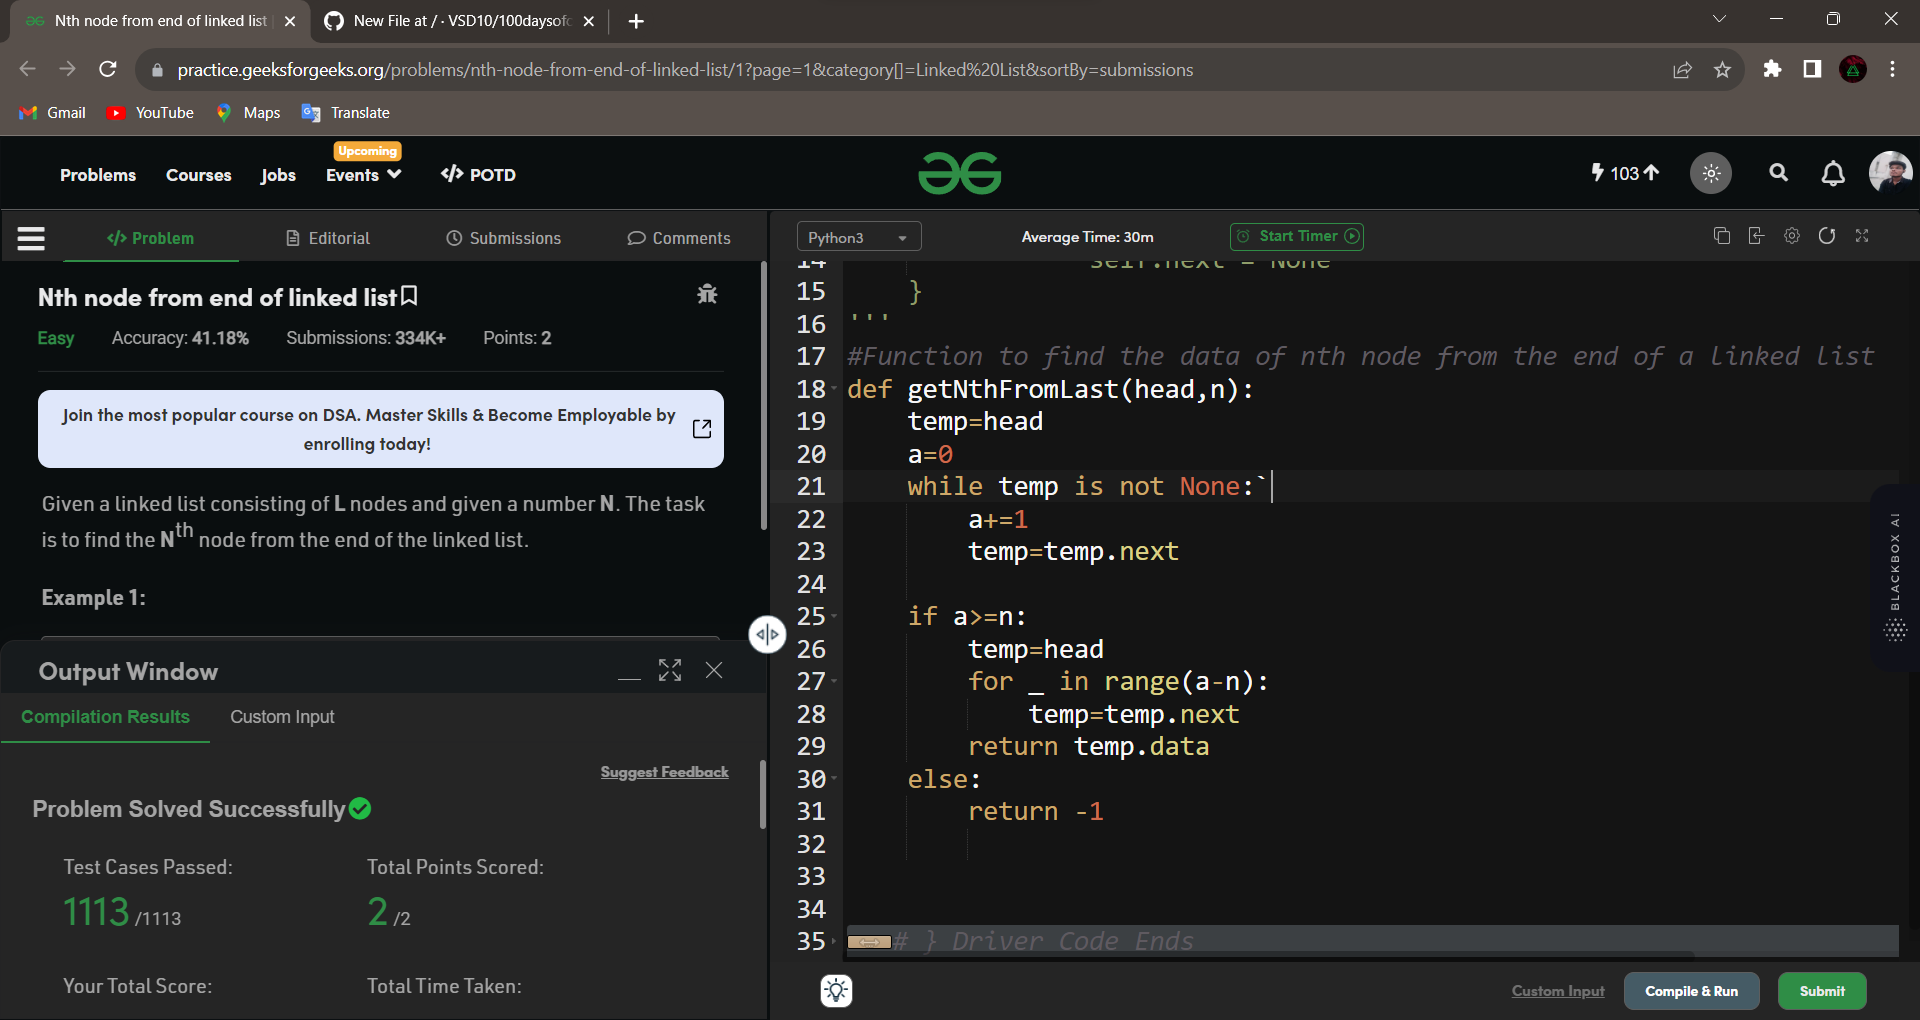 Nth node from end of linked list
New File at / · VSD10/100daysofc
practice.geeksforgeeks.org/problems/nth-node-from-end-of-linked-list/1?page=1&category[]=Linked%20List&sortBy=submissions
Gmail
YouTube
Maps
Translate
Problems
Courses
Jobs
Upcoming
Events
</> POTD
103
</> Problem
Editorial
Submissions
Comments
Python3
Average Time: 30m
Start Timer
Nth node from end of linked list
Easy Accuracy: 41.18% Submissions: 334K+ Points: 2
Join the most popular course on DSA. Master Skills & Become Employable by
enrolling today!
Given a linked list consisting of L nodes and given a number N. The task
is to find the Nth node from the end of the linked list.
Example 1:
Output Window
Compilation Results
Custom Input
Suggest Feedback
Problem Solved Successfully
Test Cases Passed:
1113 /1113
Total Points Scored:
2 /2
Your Total Score:
Total Time Taken:
14 self.next = None
15 }
16 '''
17 #Function to find the data of nth node from the end of a linked list
18 def getNthFromLast(head,n):
19 temp=head
20 a=0
21 while temp is not None:`
22 a+=1
23 temp=temp.next
24
25 if a>=n:
26 temp=head
27 for _ in range(a-n):
28 temp=temp.next
29 return temp.data
30 else:
31 return -1
32
33
34
35 # } Driver Code Ends
BLACKBOX AI
Custom Input
Compile & Run
Submit